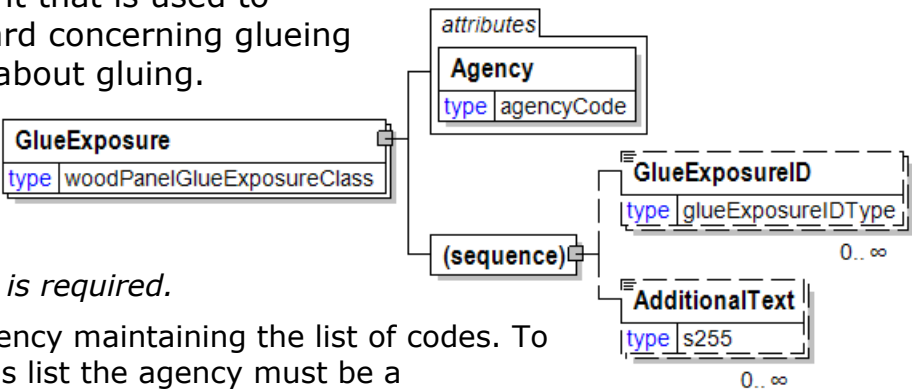 nt that is used to
ard concerning glueing
about gluing.
attributes
Agency
type agencyCode
GlueExposure
type woodPanelGlueExposureClass
GlueExposureID
type glueExposureIDType
0.. ∞
(sequence)
is required.
AdditionalText
type s255
0.. ∞
ency maintaining the list of codes. To
s list the agency must be a